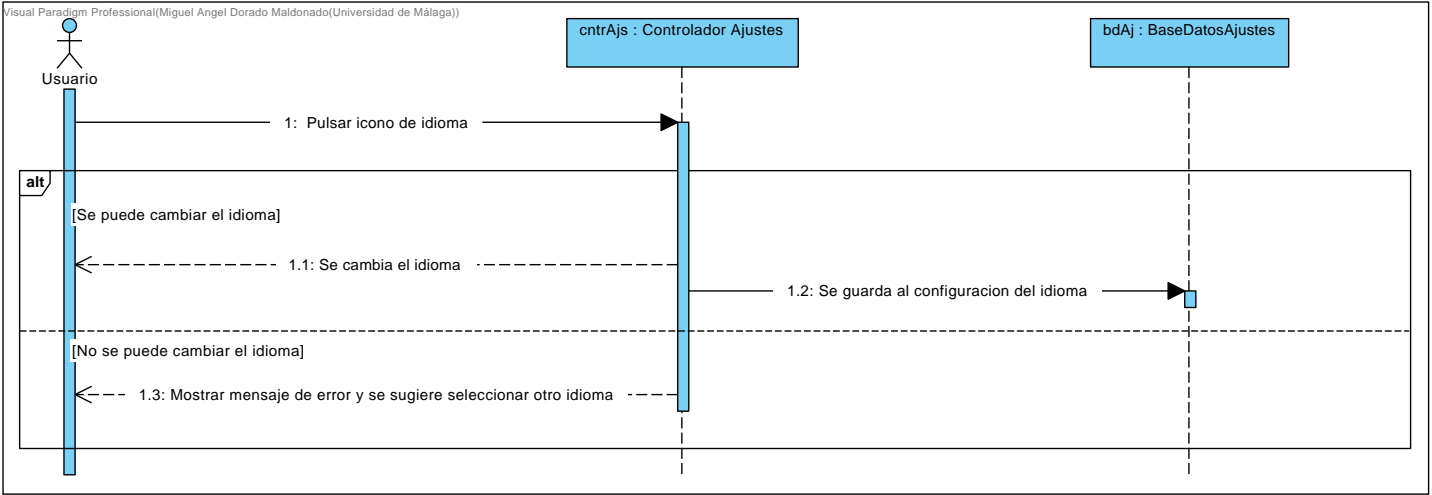 Visual Paradigm Professional(Miguel Angel Dorado Maldonado(Universidad de Málaga))
cntrAjs : Controlador Ajustes
bdAj : BaseDatosAjustes
Usuario
1: Pulsar icono de idioma
alt
[Se puede cambiar el idioma]
1.1: Se cambia el idioma
1.2: Se guarda al configuracion del idioma
[No se puede cambiar el idioma]
1.3: Mostrar mensaje de error y se sugiere seleccionar otro idioma